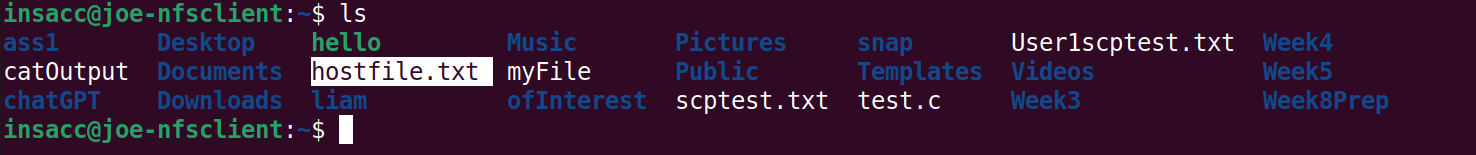 insacc@joe-nfsclient:~$ ls
ass1 Desktop hello Music Pictures snap User1scptest.txt Week4
catOutput Documents hostfile.txt myFile Public Templates Videos Week5
chatGPT Downloads liam ofInterest scptest.txt test.c Week3 Week8Prep
insacc@joe-nfsclient:~$